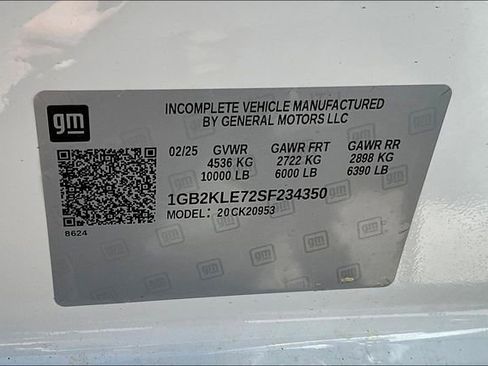 gm
INCOMPLETE VEHICLE MANUFACTURED
BY GENERAL MOTORS LLC
02/25 GVWR GAWR FRT GAWR RR
4536 KG 2722 KG 2898 KG
10000 LB 6000 LB 6390 LB
1GB2KLE72SF234350
MODEL: 20 CK20953
8624